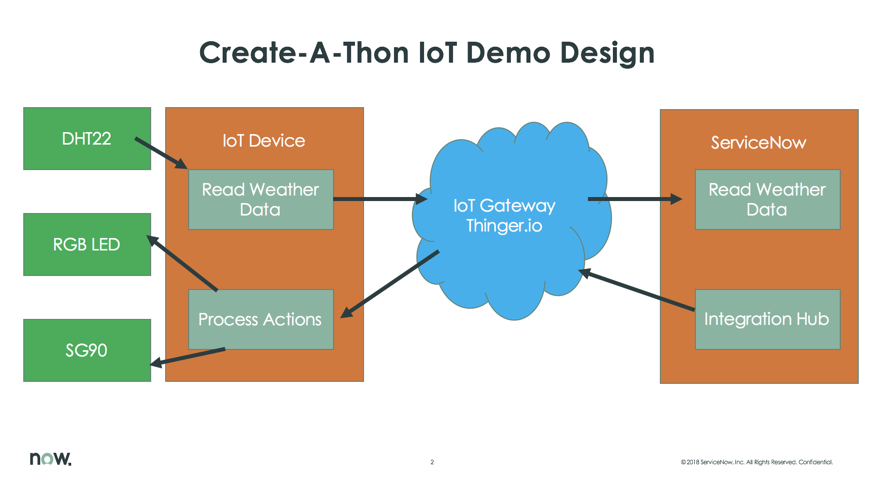 Create-A-Thon IoT Demo Design
DHT22
IoT Device
Read Weather
Data
RGB LED
Process Actions
SG90
IoT Gateway
Thinger.io
ServiceNow
Read Weather
Data
Integration Hub
now.
2
©2018 ServiceNow, Inc. All Rights Reserved. Confidential.